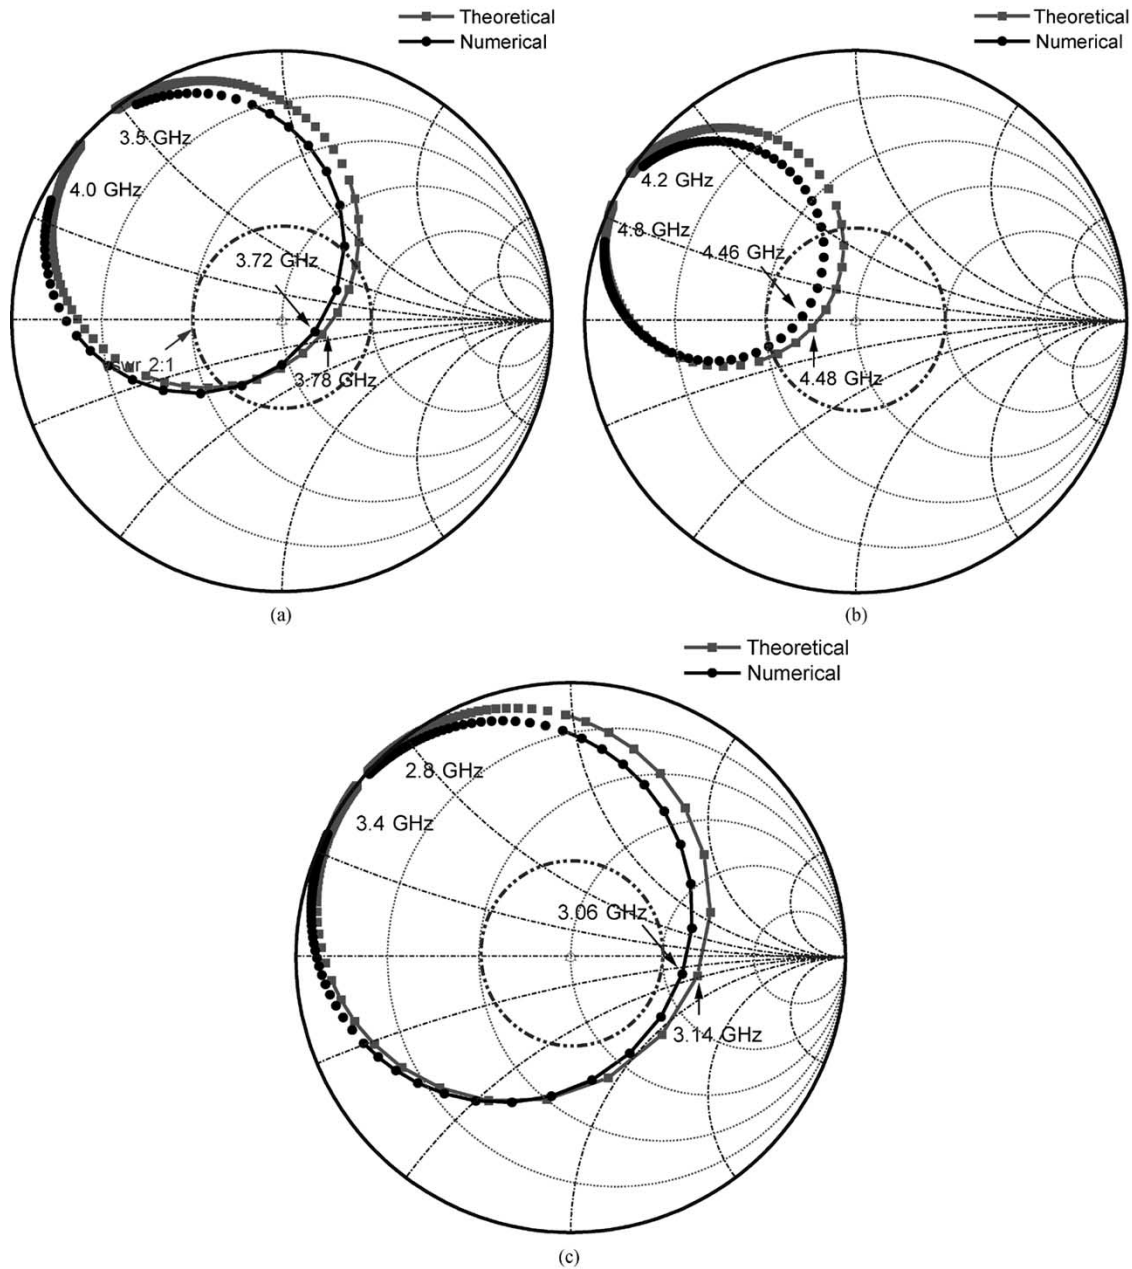 Theoretical
Numerical
3.5 GHz
4.0 GHz
3.72 GHz
2:1
3.78 GHz
(a)
Theoretical
Numerical
4.2 GHz
4.8 GHz
4.46 GHz
4.48 GHz
(b)
Theoretical
Numerical
2.8 GHz
3.4 GHz
3.06 GHz
3.14 GHz
(c)